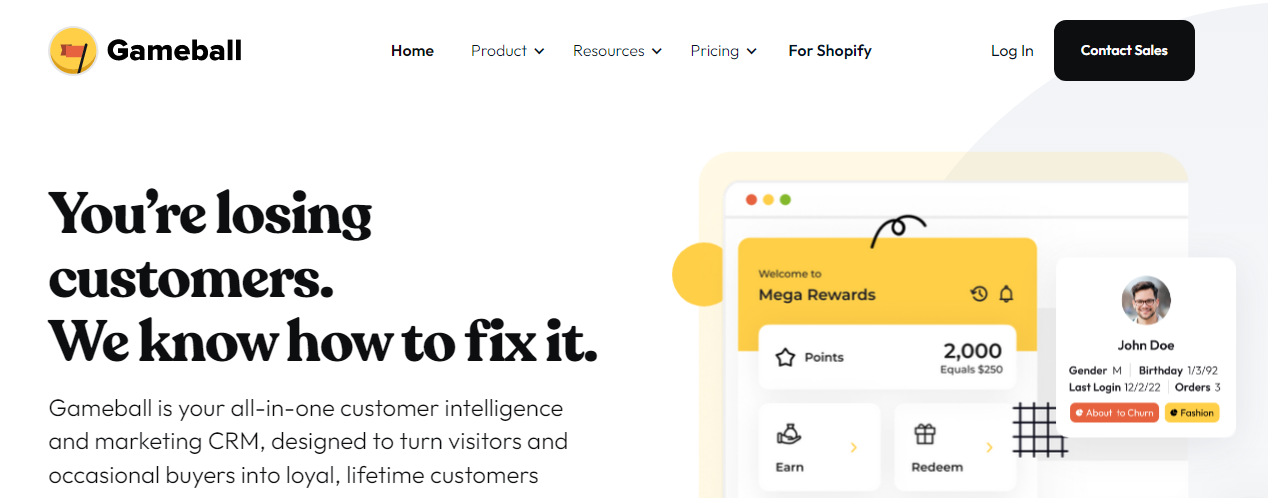 Gameball
Home
Product
Resources
Pricing
For Shopify
Log In
Contact Sales
You’re losing
customers.
We know how to fix it.
Gameball is your all-in-one customer intelligence
and marketing CRM, designed to turn visitors and
occasional buyers into loyal, lifetime customers
Welcome to
Mega Rewards
Points
2,000
Equals $250
Earn
Redeem
John Doe
Gender M Birthday 1/3/92
Last Login 12/2/22 Orders 3
About to Churn
Fashion